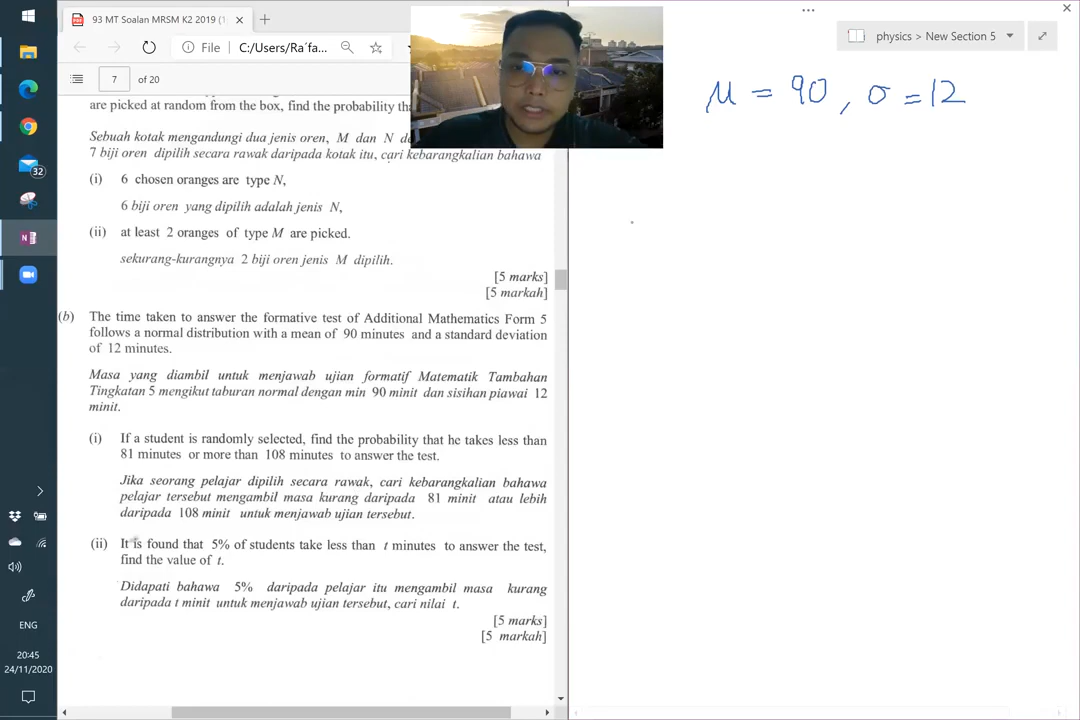 93 MT Soalan MRSM K2 2019 (1
File
C:/Users/Ra´fa...
7 of 20
physics > New Section 5
are picked at random from the box, find the probability tha
Sebuah kotak mengandungi dua jenis oren, M dan N de
7 biji oren dipilih secara rawak daripada kotak itu, cari kebarangkalian bahawa
(i) 6 chosen oranges are type N,
6 biji oren yang dipilih adalah jenis N,
(ii) at least 2 oranges of type M are picked.
sekurang-kurangnya 2 biji oren jenis M dipilih.
[5 marks]
[5 markah]
(b) The time taken to answer the formative test of Additional Mathematics Form 5
follows a normal distribution with a mean of 90 minutes and a standard deviation
of 12 minutes.
Masa yang diambil untuk menjawab ujian formatif Matematik Tambahan
Tingkatan 5 mengikut taburan normal dengan min 90 minit dan sisihan piawai 12
minit.
(i) If a student is randomly selected, find the probability that he takes less than
81 minutes or more than 108 minutes to answer the test.
Jika seorang pelajar dipilih secara rawak, cari kebarangkalian bahawa
pelajar tersebut mengambil masa kurang daripada 81 minit atau lebih
daripada 108 minit untuk menjawab ujian tersebut.
(ii) It is found that 5% of students take less than t minutes to answer the test,
find the value of t.
Didapati bahawa 5% daripada pelajar itu mengambil masa kurang
daripada t minit untuk menjawab ujian tersebut, cari nilai t.
[5 marks]
[5 markah]
μ = 90, σ = 12
32
ENG
20:45
24/11/2020